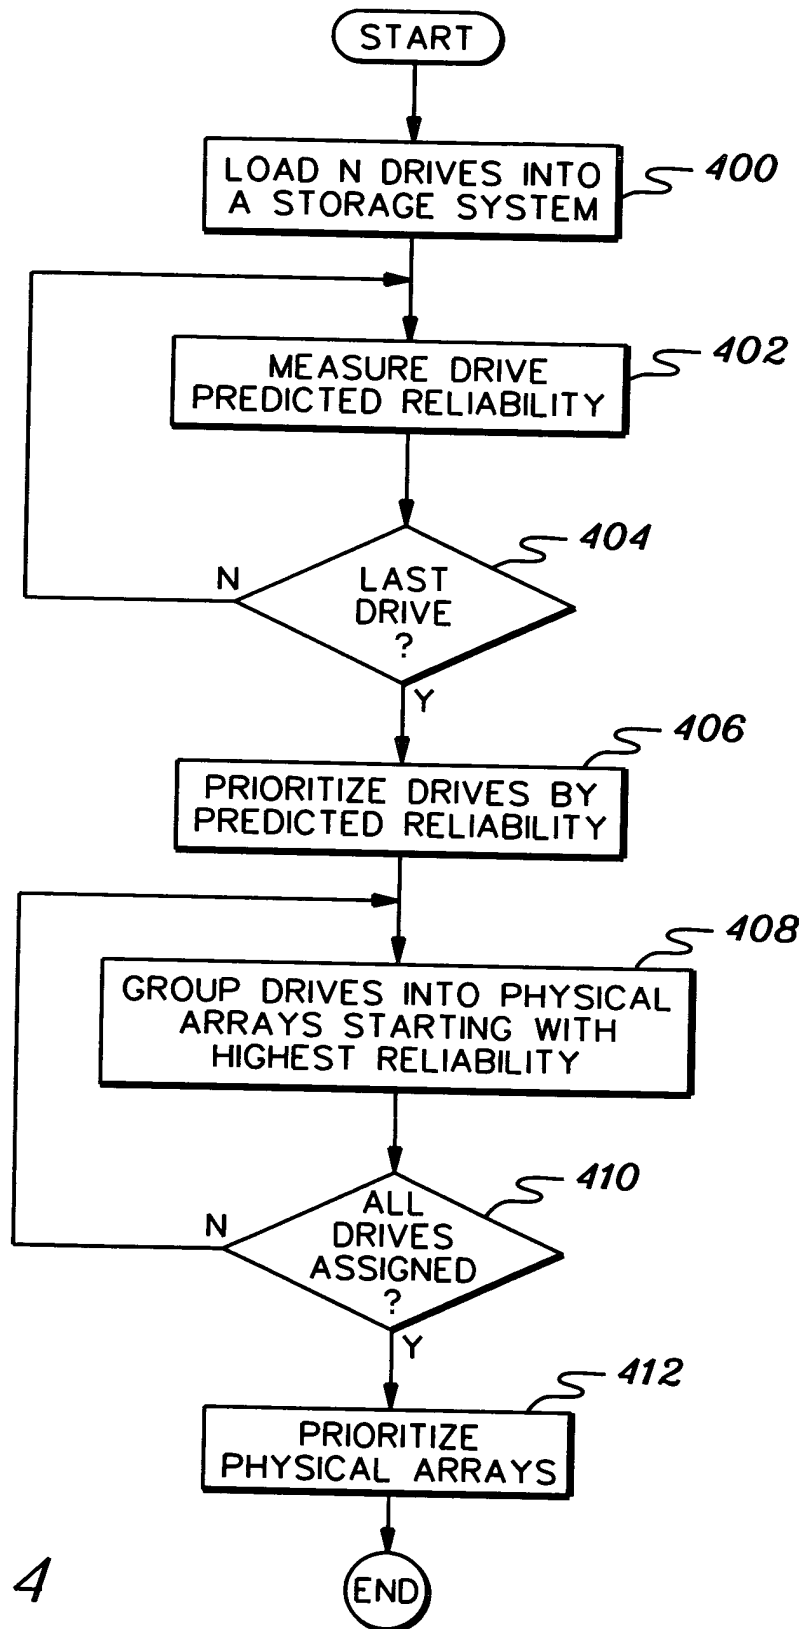 START
LOAD N DRIVES INTO
A STORAGE SYSTEM
400
MEASURE DRIVE
PREDICTED RELIABILITY
402
LAST
DRIVE
?
404
N
Y
PRIORITIZE DRIVES BY
PREDICTED RELIABILITY
406
GROUP DRIVES INTO PHYSICAL
ARRAYS STARTING WITH
HIGHEST RELIABILITY
408
ALL
DRIVES
ASSIGNED
?
410
N
Y
PRIORITIZE
PHYSICAL ARRAYS
412
END
4